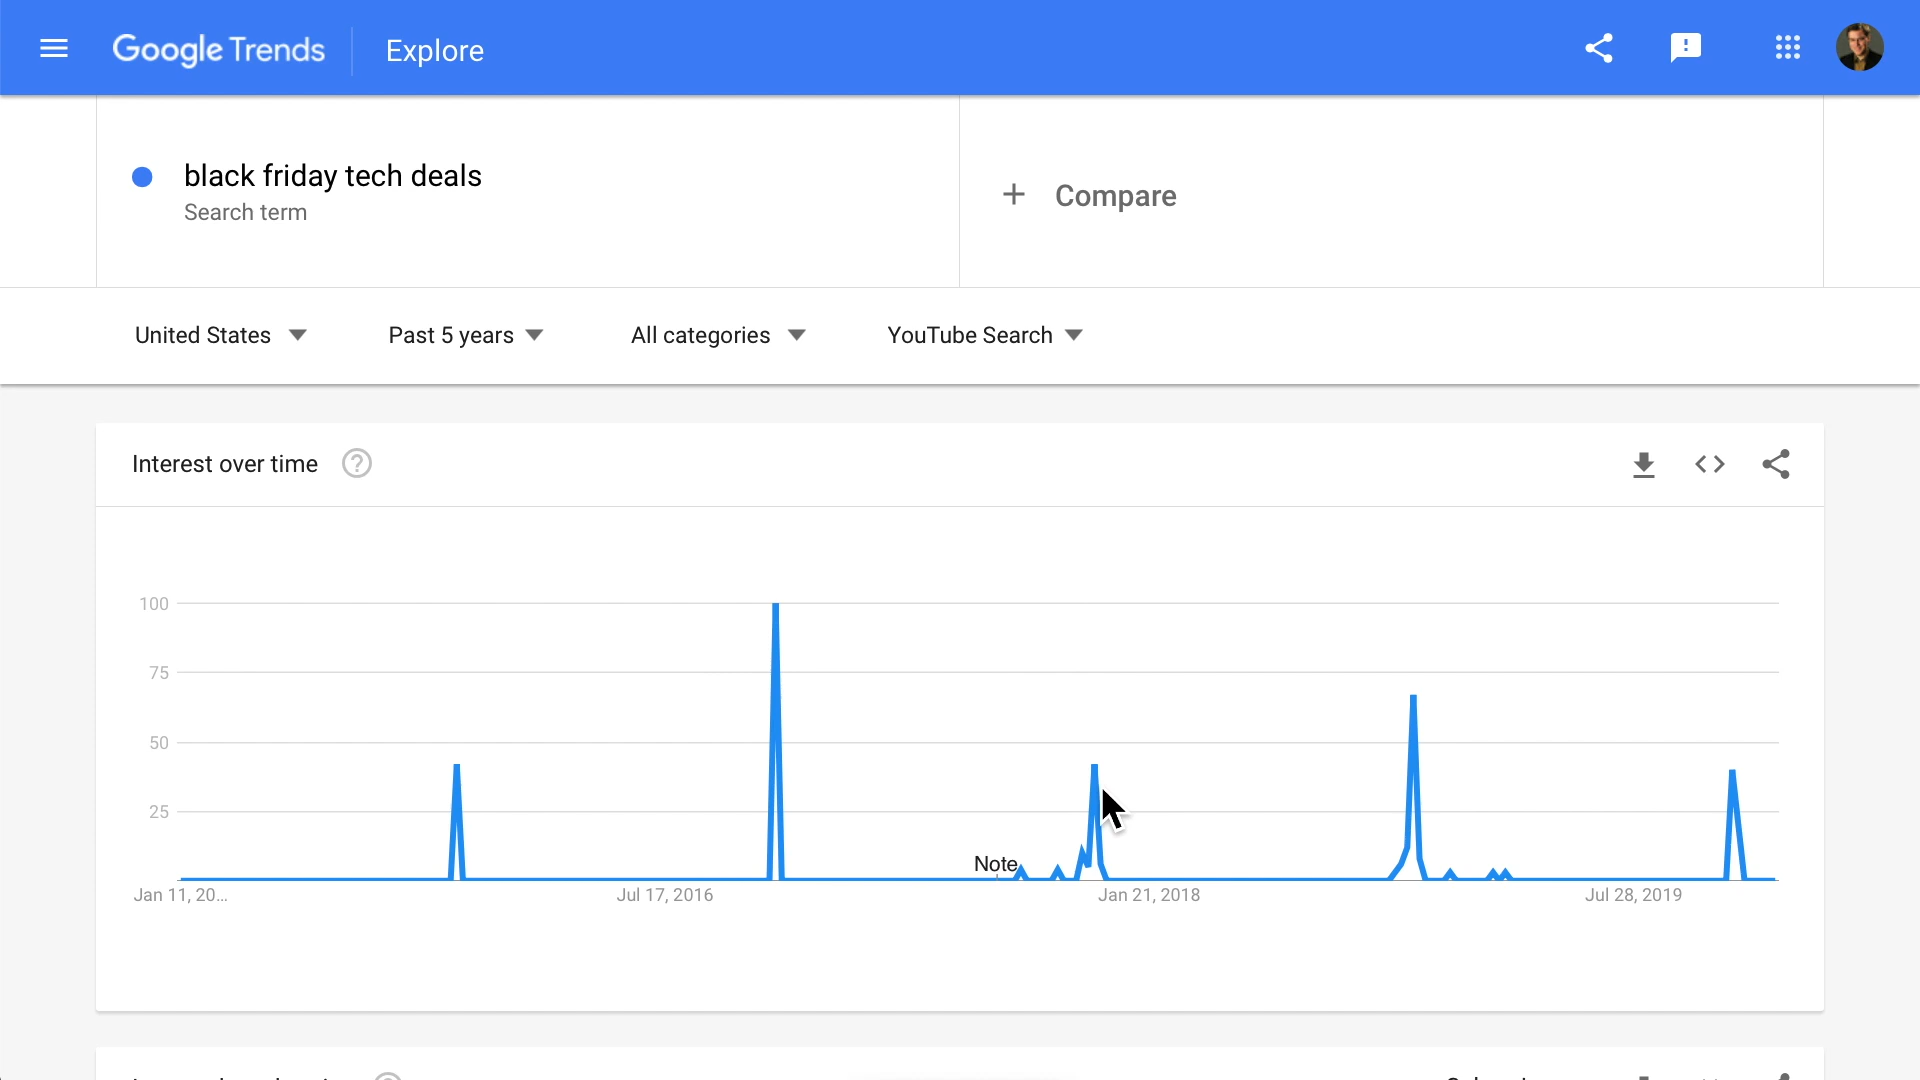 Google Trends
Explore
black friday tech deals
Search term
+ Compare
United States
Past 5 years
All categories
YouTube Search
Interest over time
100
75
50
25
Note
Jan 11, 20...
Jul 17, 2016
Jan 21, 2018
Jul 28, 2019